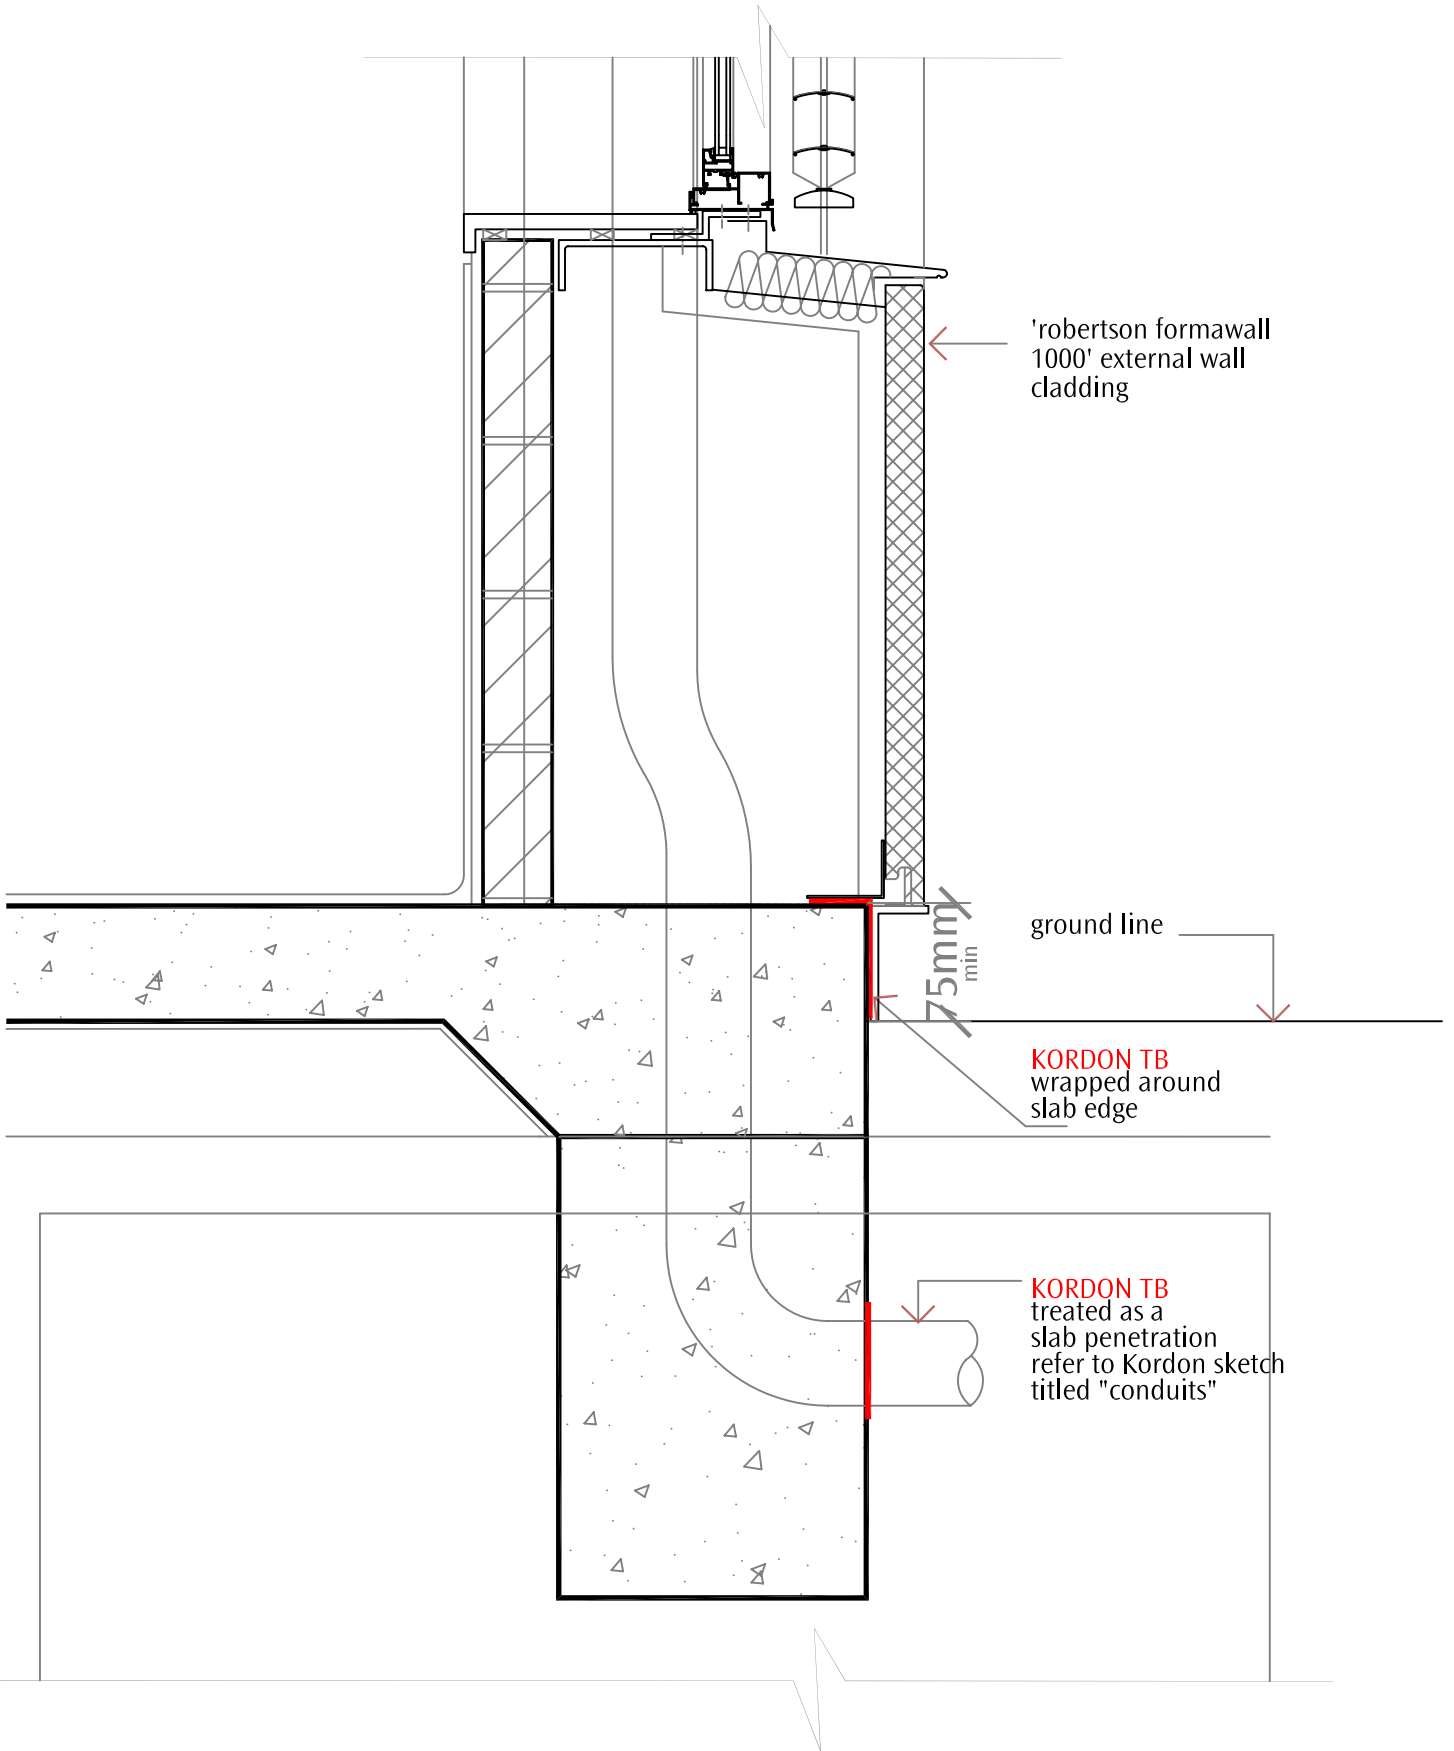 'robertson formawall
1000' external wall
cladding
ground line
75mm
min
KORDON TB
wrapped around
slab edge
KORDON TB
treated as a
slab penetration
refer to Kordon sketch
titled "conduits"